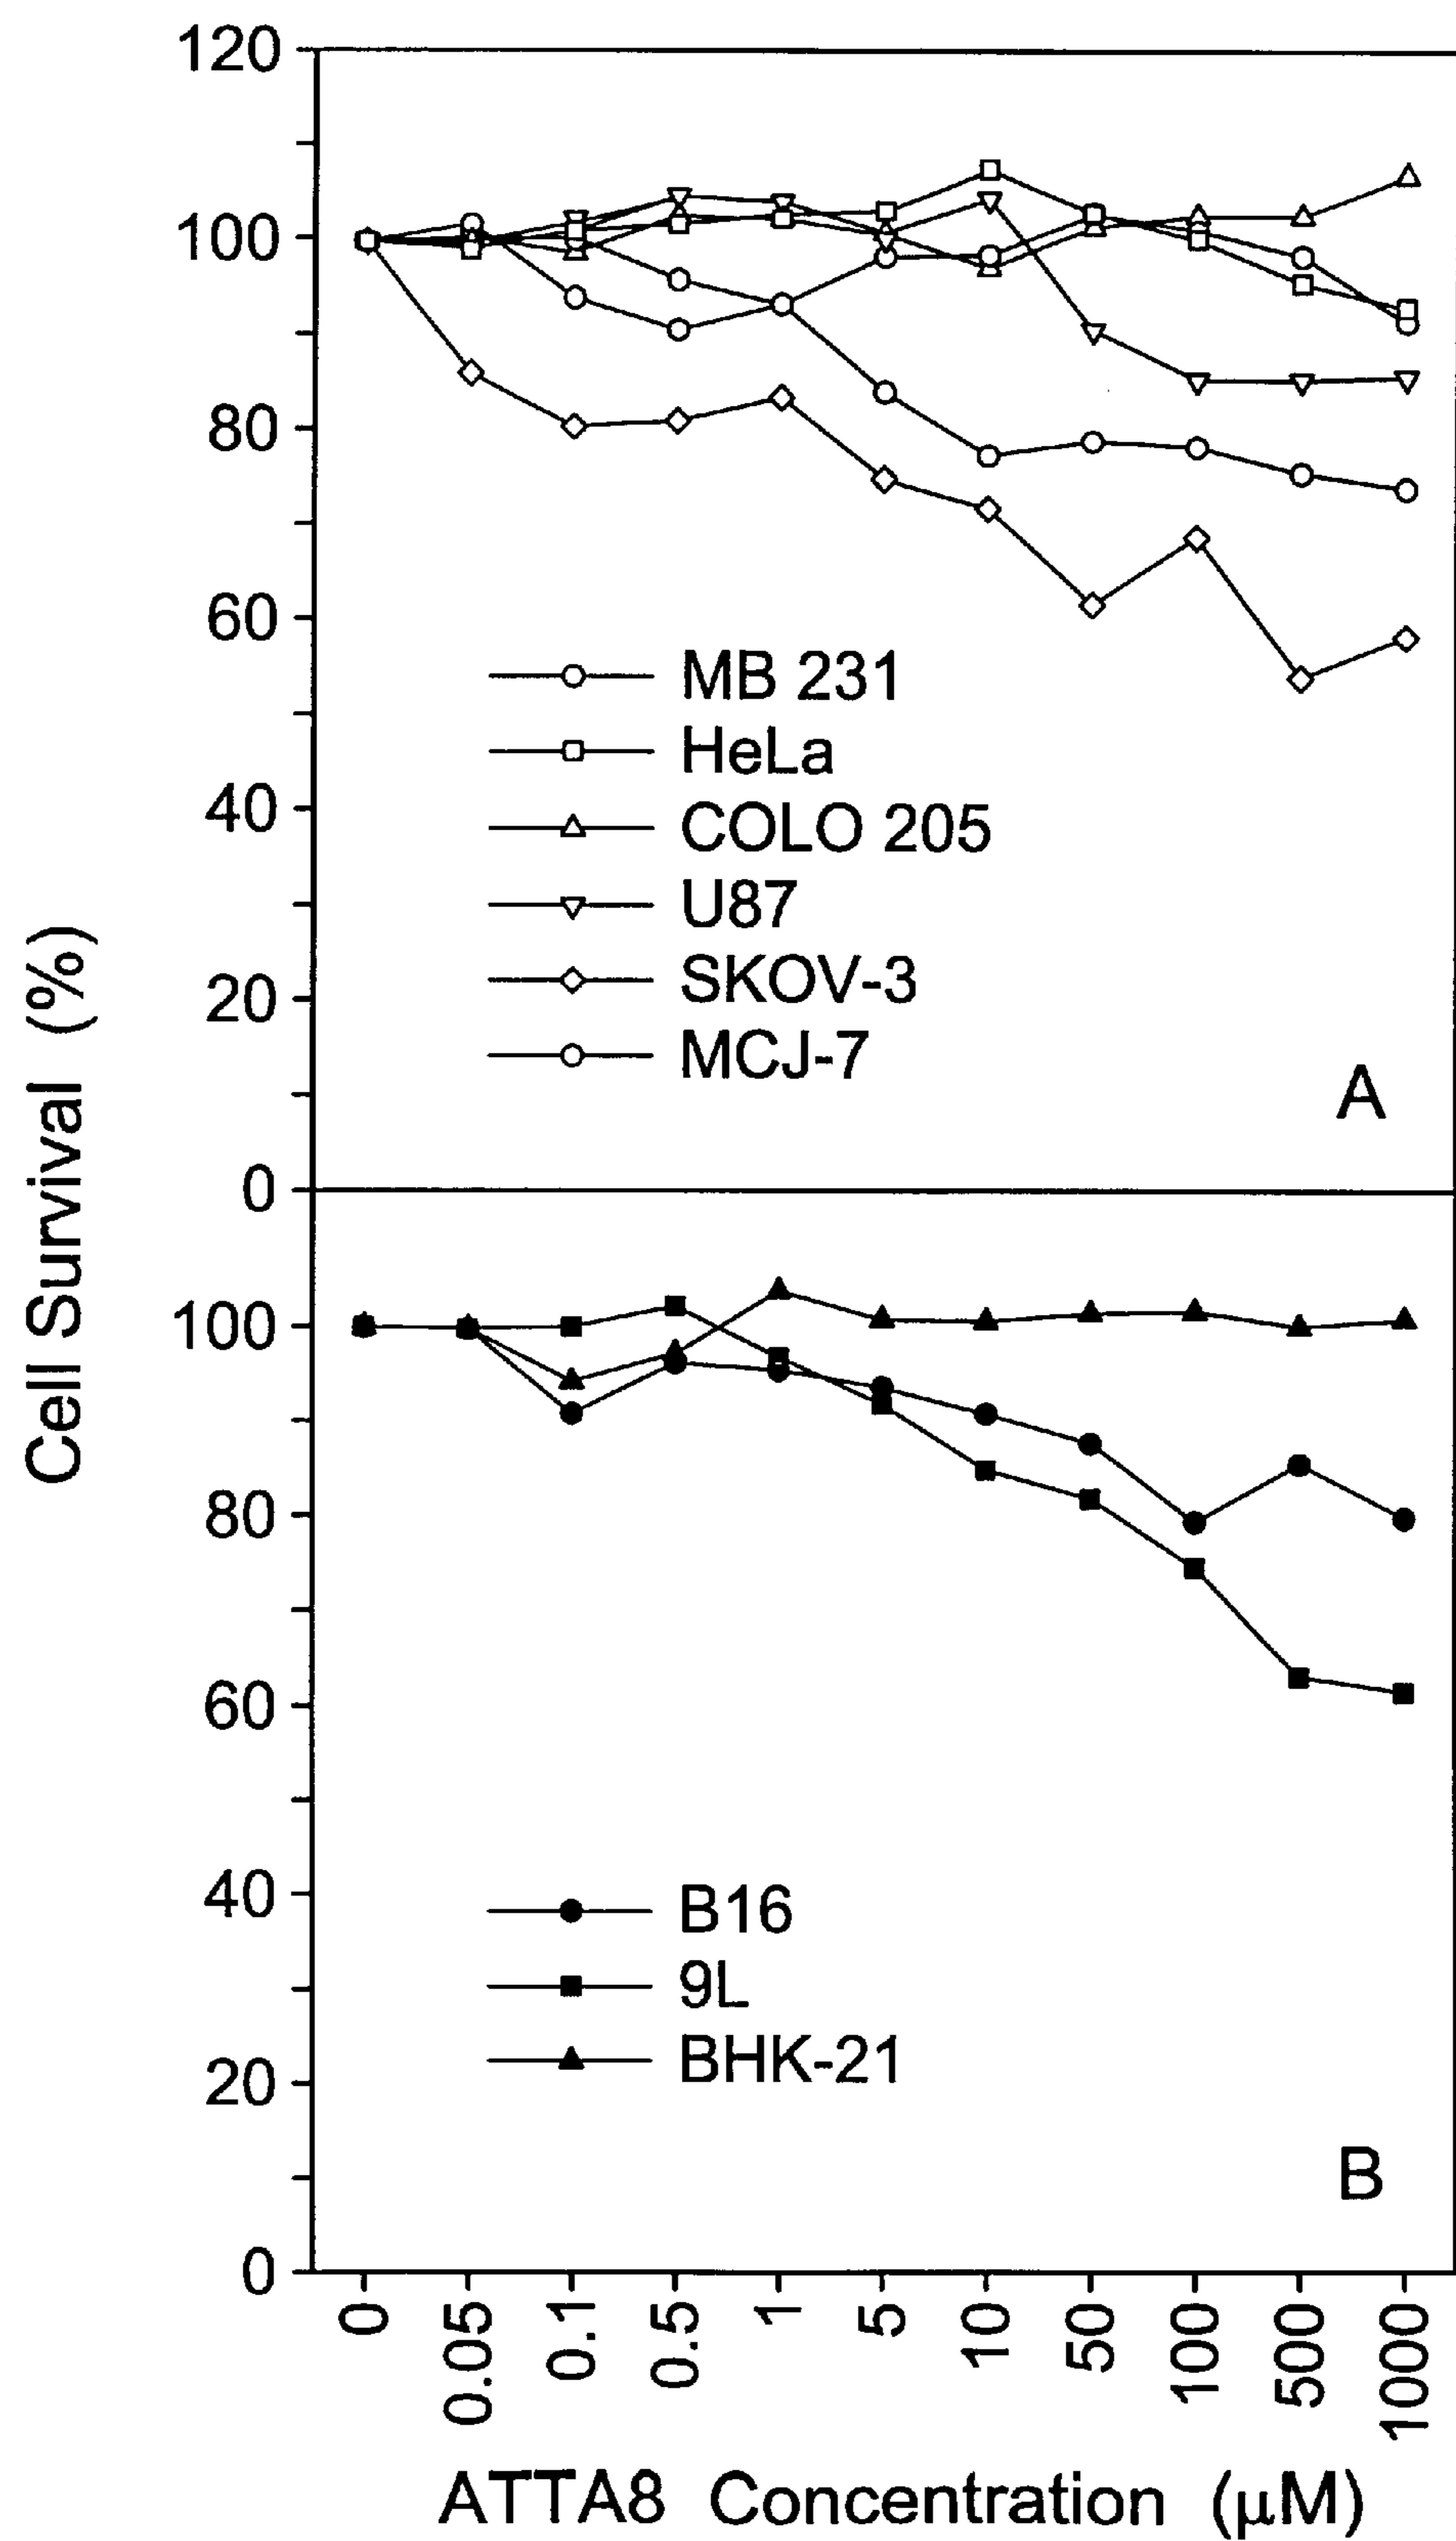 120
100
80
60
40
20
0
MB 231
HeLa
COLO 205
U87
SKOV-3
MCJ-7
A
Cell Survival (%)
100
80
60
40
20
0
B16
9L
BHK-21
B
0 0.05 0.1 0.5 1 5 10 50 100 500 1000
ATTA8 Concentration (μM)